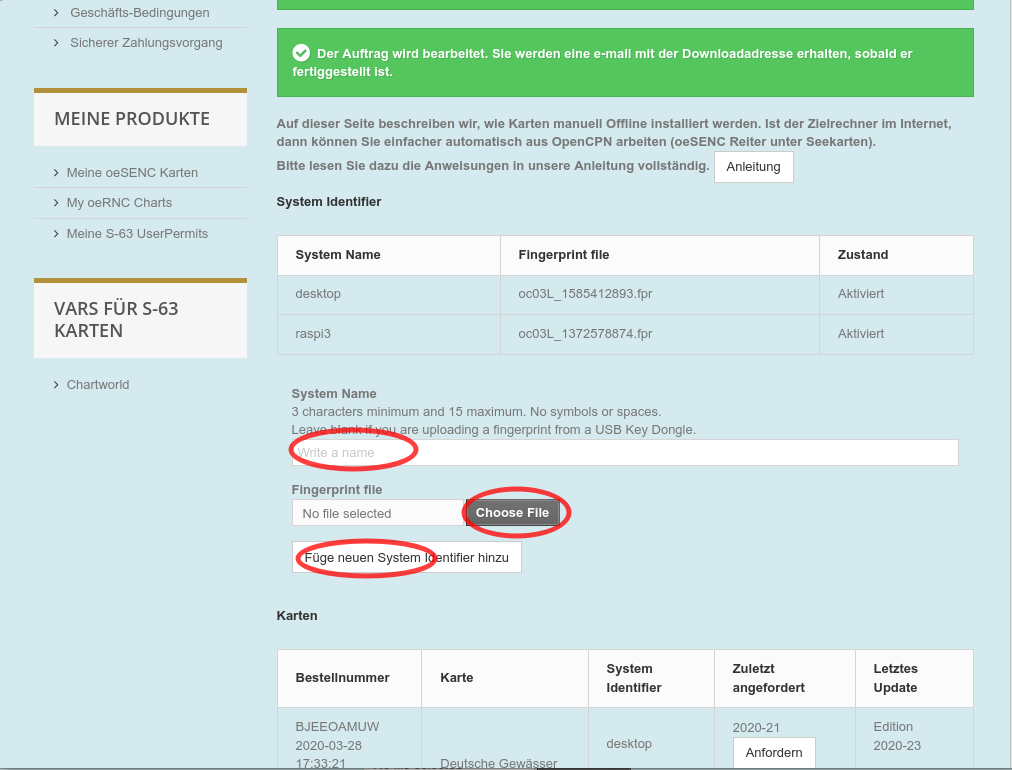 Geschäfts-Bedingungen
Sicherer Zahlungsvorgang
MEINE PRODUKTE
Meine oeSENC Karten
My oeRNC Charts
Meine S-63 UserPermits
VARS FÜR S-63
KARTEN
Chartworld
Der Auftrag wird bearbeitet. Sie werden eine e-mail mit der Downloadadresse erhalten, sobald er
fertiggestellt ist.
Auf dieser Seite beschreiben wir, wie Karten manuell Offline installiert werden. Ist der Zielrechner im Internet,
dann können Sie einfacher automatisch aus OpenCPN arbeiten (oeSENC Reiter unter Seekarten).
Bitte lesen Sie dazu die Anweisungen in unsere Anleitung vollständig. Anleitung
System Identifier
System Name Fingerprint file Zustand
desktop oc03L_1585412893.fpr Aktiviert
raspi3 oc03L_1372578874.fpr Aktiviert
System Name
3 characters minimum and 15 maximum. No symbols or spaces.
Leave blank if you are uploading a fingerprint from a USB Key Dongle.
Write a name
Fingerprint file
No file selected Choose File
Füge neuen System Identifier hinzu
Karten
Bestellnummer Karte System Identifier Zuletzt angefordert Letztes Update
BJEEOAMUW
2020-03-28
17:33:21
Deutsche Gewässer
desktop
2020-21
Anfordern
Edition
2020-23